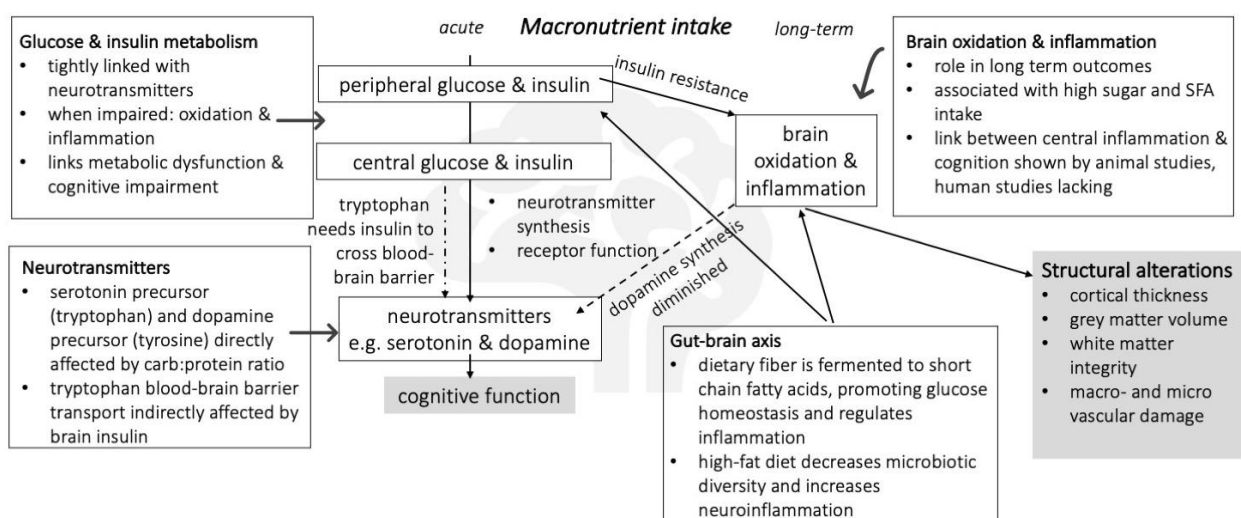 acute
Macronutrient intake
long-term
Glucose & insulin metabolism
• tightly linked with
neurotransmitters
• when impaired: oxidation &
inflammation
• links metabolic dysfunction &
cognitive impairment
peripheral glucose & insulin
insulin resistance
central glucose & insulin
brain
oxidation &
inflammation
Brain oxidation & inflammation
• role in long term outcomes
• associated with high sugar and SFA
intake
• link between central inflammation &
cognition shown by animal studies,
human studies lacking
tryptophan
needs insulin to
cross blood-
brain barrier
• neurotransmitter
synthesis
• receptor function
dopamine synthesis
diminished
Neurotransmitters
• serotonin precursor
(tryptophan) and dopamine
precursor (tyrosine) directly
affected by carb:protein ratio
• tryptophan blood-brain barrier
transport indirectly affected by
brain insulin
neurotransmitters
e.g. serotonin & dopamine
cognitive function
Gut-brain axis
• dietary fiber is fermented to short
chain fatty acids, promoting glucose
homeostasis and regulates
inflammation
• high-fat diet decreases microbiotic
diversity and increases
neuroinflammation
Structural alterations
• cortical thickness
• grey matter volume
• white matter
integrity
• macro- and micro
vascular damage